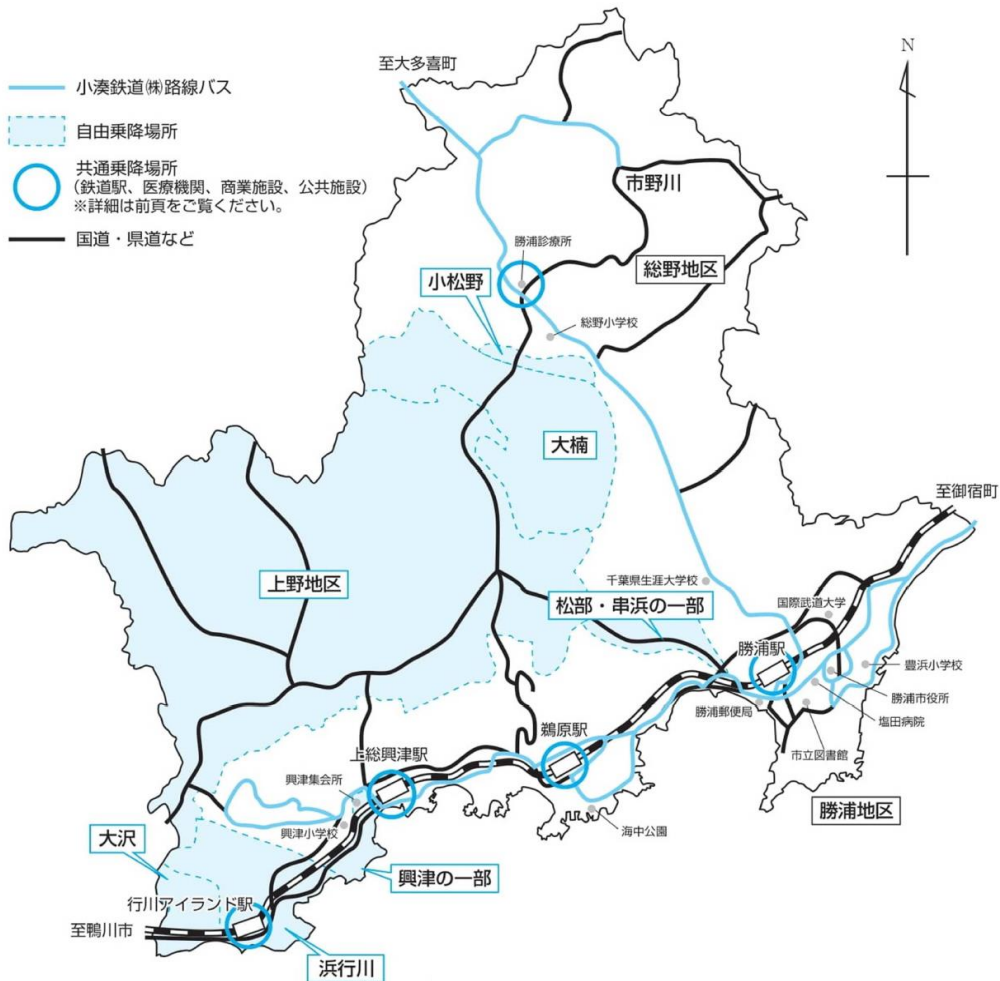 小湊鉄道㈱路線バス
自由乗降場所
共通乗降場所
(鉄道駅、医療機関、商業施設、公共施設)
※詳細は前頁をご覧ください。
国道・県道など
N
至大多喜町
市野川
勝浦診療所
総野地区
小松野
総野小学校
大楠
至御宿町
上野地区
千葉県生涯大学校
国際武道大学
松部・串浜の一部
勝浦駅
豊浜小学校
勝浦市役所
塩田病院
勝浦郵便局
市立図書館
鵜原駅
上総興津駅
興津集会所
興津小学校
海中公園
勝浦地区
大沢
興津の一部
行川アイランド駅
至鴨川市
浜行川